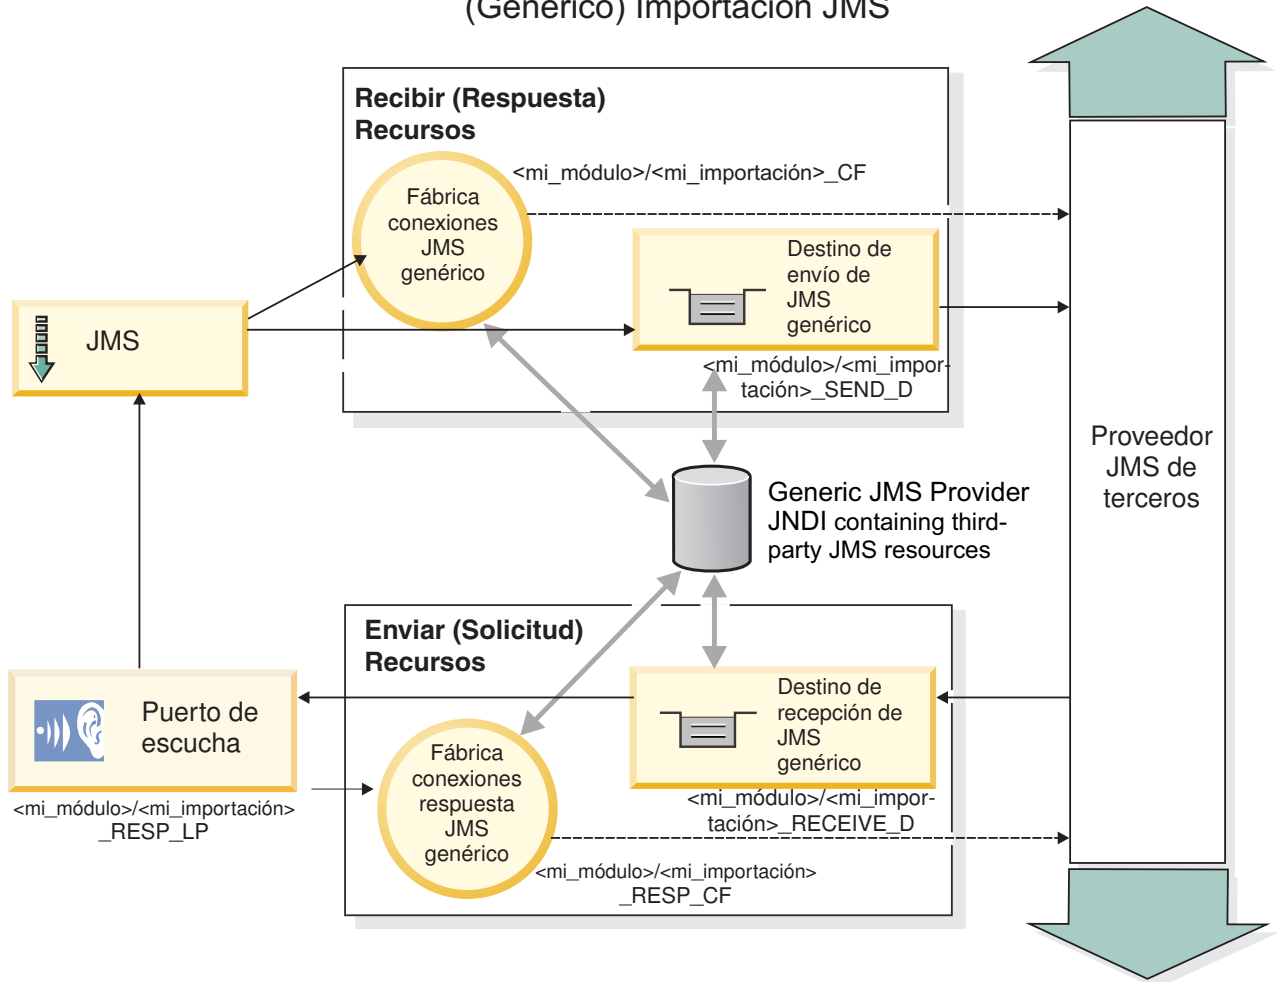 (Genérico) Importación JMS
Recibir (Respuesta)
Recursos
<mi_módulo>/<mi_importación>_CF
Fábrica
conexiones
JMS
genérico
Destino de
envío de
JMS
genérico
JMS
<mi_módulo>/<mi_impor-
tación>_SEND_D
Proveedor
JMS de
terceros
Generic JMS Provider
JNDI containing third-
party JMS resources
Enviar (Solicitud)
Recursos
Destino de
recepción de
JMS
genérico
Puerto de
escucha
<mi_módulo>/<mi_importación>
_RESP_LP
Fábrica
conexiones
respuesta
JMS
genérico
<mi_módulo>/<mi_impor-
tación>_RECEIVE_D
<mi_módulo>/<mi_importación>
_RESP_CF